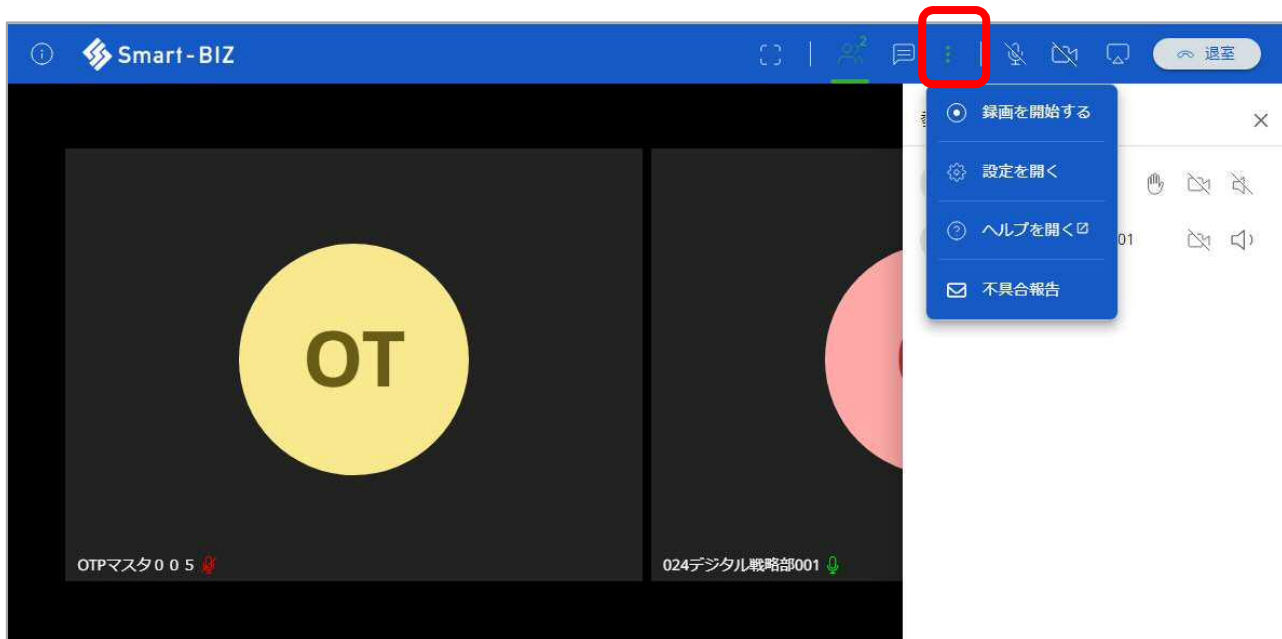 Smart-BIZ
2
退室
録画を開始する
設定を開く
ヘルプを開く
01
不具合報告
OT
OTPマスタ００５
024デジタル戦略部001